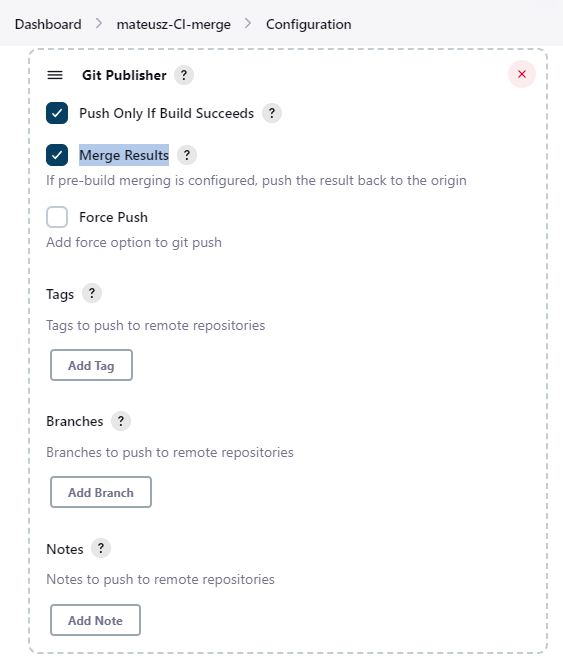 Dashboard > mateusz-CI-merge > Configuration
Git Publisher ?
Push Only If Build Succeeds ?
Merge Results ?
If pre-build merging is configured, push the result back to the origin
Force Push
Add force option to git push
Tags ?
Tags to push to remote repositories
Add Tag
Branches ?
Branches to push to remote repositories
Add Branch
Notes ?
Notes to push to remote repositories
Add Note